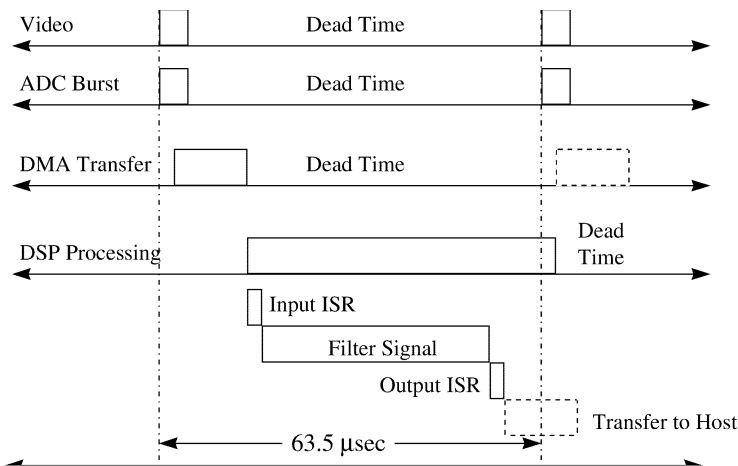 Video
Dead Time
ADC Burst
Dead Time
DMA Transfer
Dead Time
DSP Processing
Dead
Time
Input ISR
Filter Signal
Output ISR
Transfer to Host
63.5 μsec